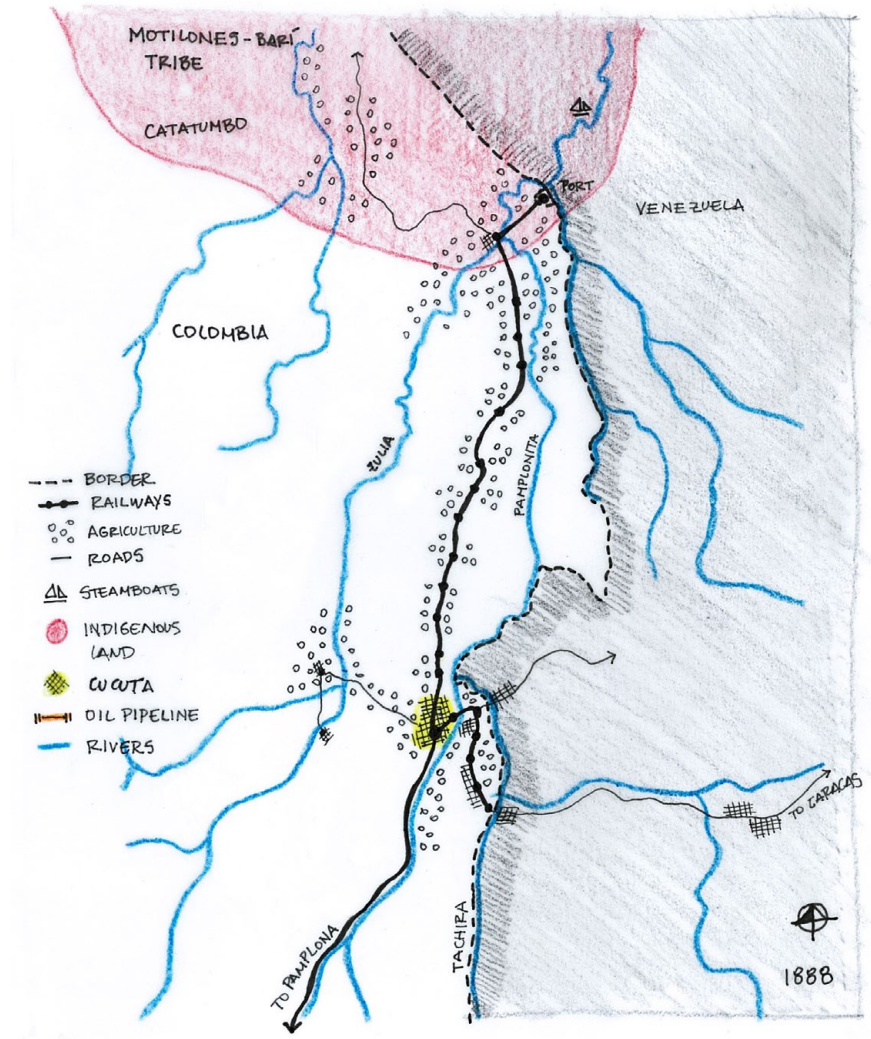 MOTILONES-BARÍ
TRIBE
CATATUMBO
PORT
VENEZUELA
COLOMBIA
ZULIA
PAMPLONITA
BORDER
RAILWAYS
AGRICULTURE
ROADS
STEAMBOATS
INDIGENOUS
LAND
CUCUTA
OIL PIPELINE
RIVERS
TO CARACAS
TACHIRA
TO PAMPLONA
1888